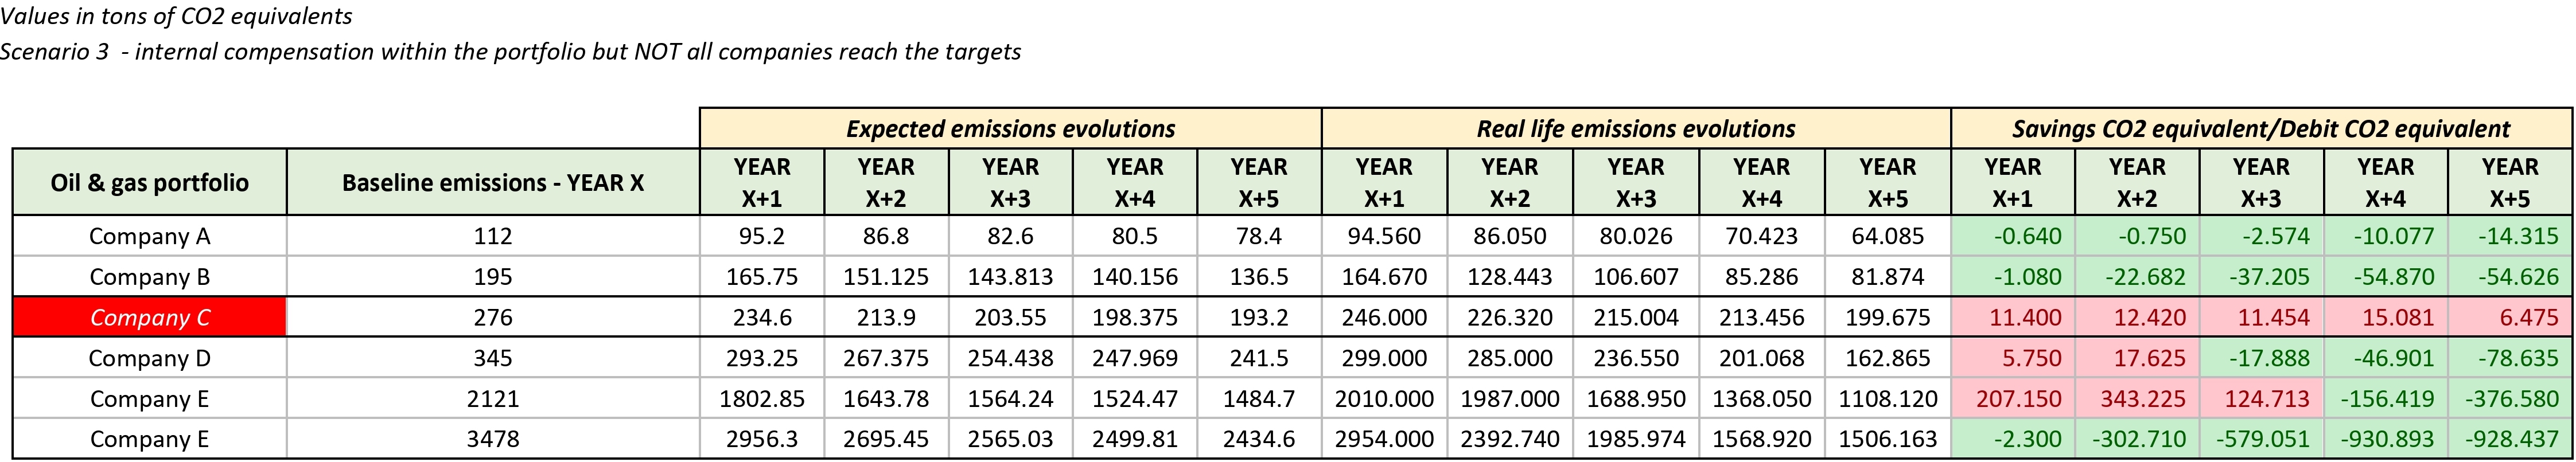 Values in tons of CO2 equivalents
Scenario 3 - internal compensation within the portfolio but NOT all companies reach the targets
Expected emissions evolutions Real life emissions evolutions Savings CO2 equivalent/Debit CO2 equivalent
Oil & gas portfolio Baseline emissions - YEAR X YEAR X+1 YEAR X+2 YEAR X+3 YEAR X+4 YEAR X+5 YEAR X+1 YEAR X+2 YEAR X+3 YEAR X+4 YEAR X+5 YEAR X+1 YEAR X+2 YEAR X+3 YEAR X+4 YEAR X+5
Company A 112 95.2 86.8 82.6 80.5 78.4 94.560 86.050 80.026 70.423 64.085 -0.640 -0.750 -2.574 -10.077 -14.315
Company B 195 165.75 151.125 143.813 140.156 136.5 164.670 128.443 106.607 85.286 81.874 -1.080 -22.682 -37.205 -54.870 -54.626
Company C 276 234.6 213.9 203.55 198.375 193.2 246.000 226.320 215.004 213.456 199.675 11.400 12.420 11.454 15.081 6.475
Company D 345 293.25 267.375 254.438 247.969 241.5 299.000 285.000 236.550 201.068 162.865 5.750 17.625 -17.888 -46.901 -78.635
Company E 2121 1802.85 1643.78 1564.24 1524.47 1484.7 2010.000 1987.000 1688.950 1368.050 1108.120 207.150 343.225 124.713 -156.419 -376.580
Company E 3478 2956.3 2695.45 2565.03 2499.81 2434.6 2954.000 2392.740 1985.974 1568.920 1506.163 -2.300 -302.710 -579.051 -930.893 -928.437